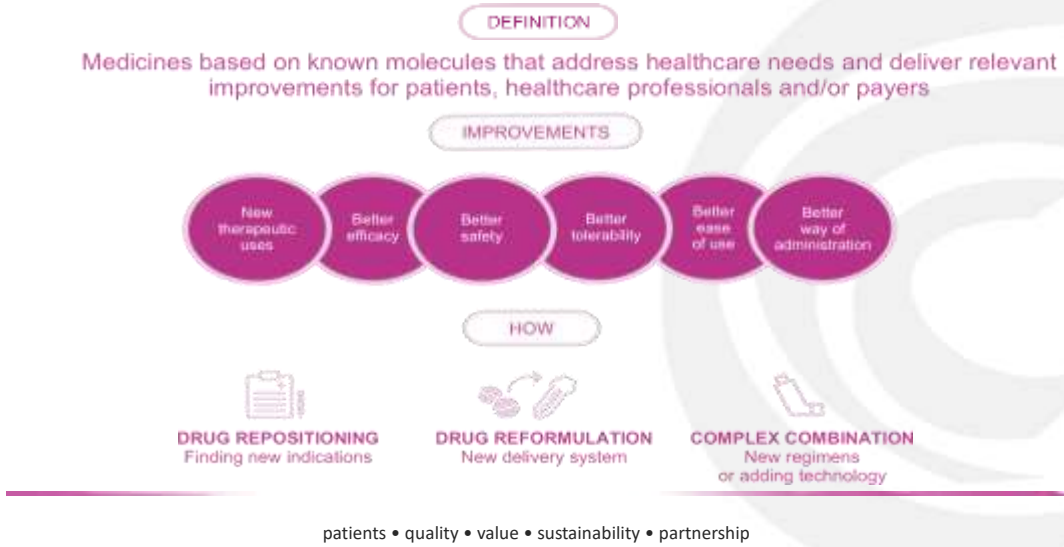 DEFINITION
Medicines based on known molecules that address healthcare needs and deliver relevant
improvements for patients, healthcare professionals and/or payers
IMPROVEMENTS
New
therapeutic
uses
Better
efficacy
Better
safety
Better
tolerability
Better
ease
of use
Better
way of
administration
HOW
DRUG REPOSITIONING
Finding new indications
DRUG REFORMULATION
New delivery system
COMPLEX COMBINATION
New regimens
or adding technology
patients • quality • value • sustainability • partnership